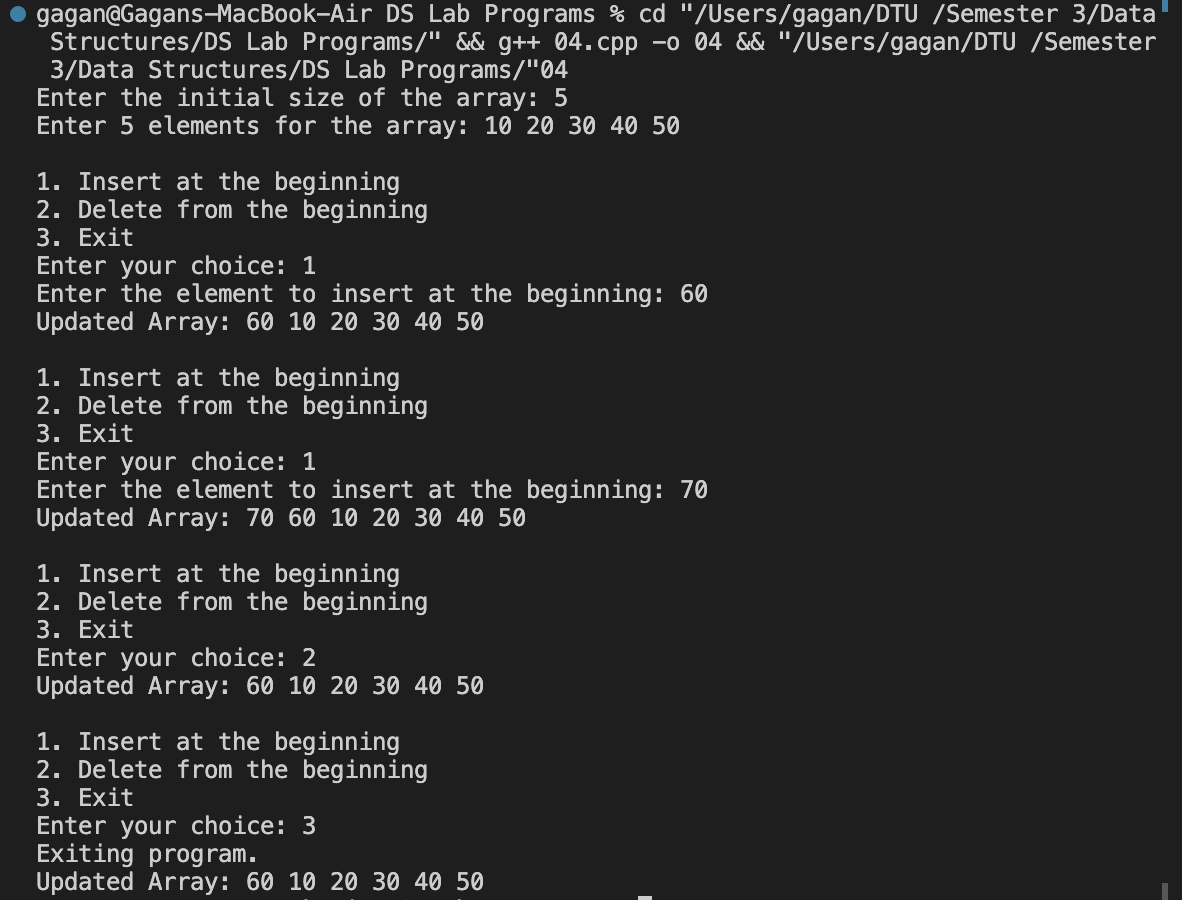 gagan@Gagans-MacBook-Air DS Lab Programs % cd "/Users/gagan/DTU /Semester 3/Data
Structures/DS Lab Programs/" && g++ 04.cpp -o 04 && "/Users/gagan/DTU /Semester
3/Data Structures/DS Lab Programs/"04
Enter the initial size of the array: 5
Enter 5 elements for the array: 10 20 30 40 50
1. Insert at the beginning
2. Delete from the beginning
3. Exit
Enter your choice: 1
Enter the element to insert at the beginning: 60
Updated Array: 60 10 20 30 40 50
1. Insert at the beginning
2. Delete from the beginning
3. Exit
Enter your choice: 1
Enter the element to insert at the beginning: 70
Updated Array: 70 60 10 20 30 40 50
1. Insert at the beginning
2. Delete from the beginning
3. Exit
Enter your choice: 2
Updated Array: 60 10 20 30 40 50
1. Insert at the beginning
2. Delete from the beginning
3. Exit
Enter your choice: 3
Exiting program.
Updated Array: 60 10 20 30 40 50